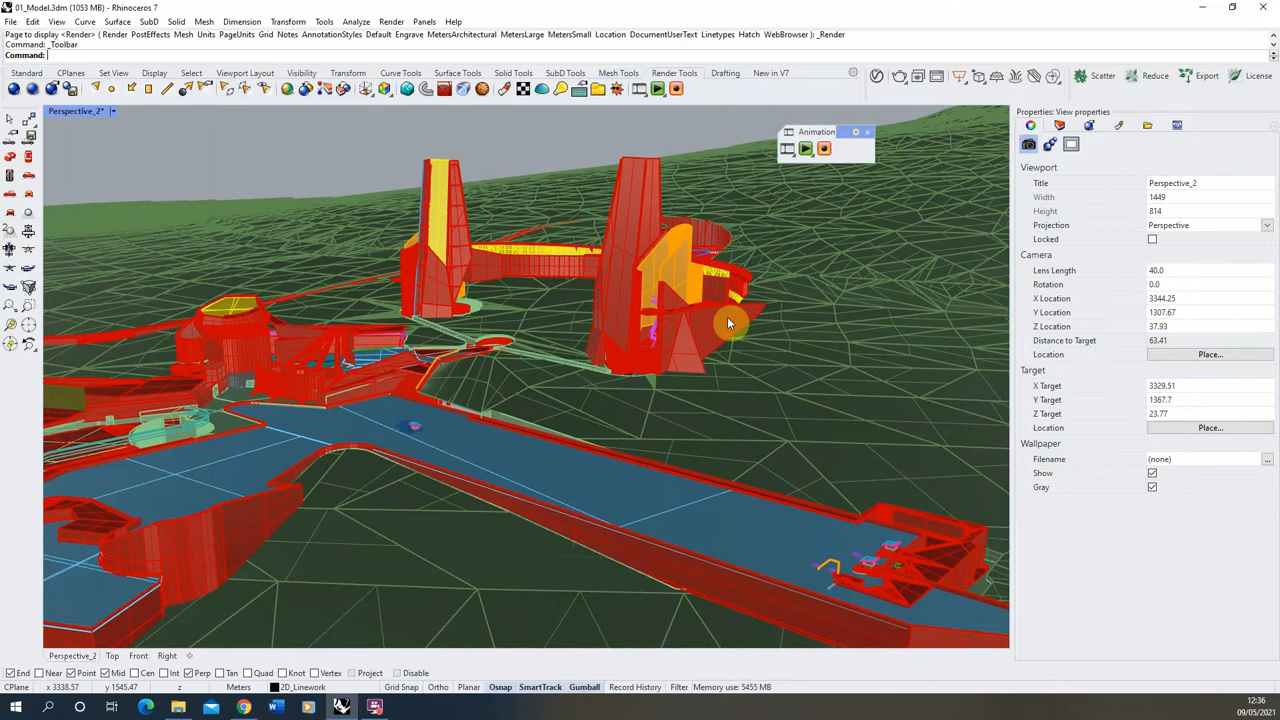 01_Model.3dm (1053 MB) - Rhinoceros 7
File Edit View Curve Surface SubD Solid Mesh Dimension Transform Tools Analyze Render Panels Help
Page to display <Render> ( Render PostEffects Mesh Units PageUnits Grid Notes AnnotationStyles Default Engrave MetersArchitectural MetersLarge MetersSmall Location DocumentUserText Linetypes Hatch WebBrowser ): _Render
Command: _Toolbar
Command:
Standard CPlanes Set View Display Select Viewport Layout Visibility Transform Curve Tools Surface Tools Solid Tools SubD Tools Mesh Tools Render Tools Drafting New in V7
Scatter Reduce Export License
Perspective_2*
Animation
Properties: View properties
Viewport
Title Perspective_2
Width 1449
Height 814
Projection Perspective
Locked
Camera
Lens Length 40.0
Rotation 0.0
X Location 3344.25
Y Location 1307.67
Z Location 37.93
Distance to Target 63.41
Location Place...
Target
X Target 3329.51
Y Target 1367.7
Z Target 23.77
Location Place...
Wallpaper
Filename (none) ...
Show
Gray
Perspective_2 Top Front Right
End Near Point Mid Cen Int Perp Tan Quad Knot Vertex Project Disable
CPlane x 3338.57 y 1545.47 z Meters 2D_Linework Grid Snap Ortho Planar Osnap SmartTrack Gumball Record History Filter Memory use: 5455 MB
12:36
09/05/2021